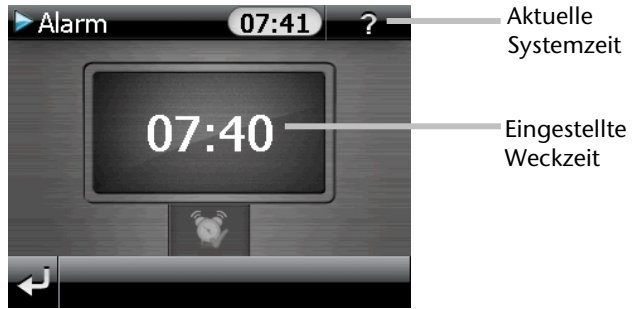 Alarm 07:41 ?
Aktuelle
Systemzeit
07:40
Eingestellte
Weckzeit